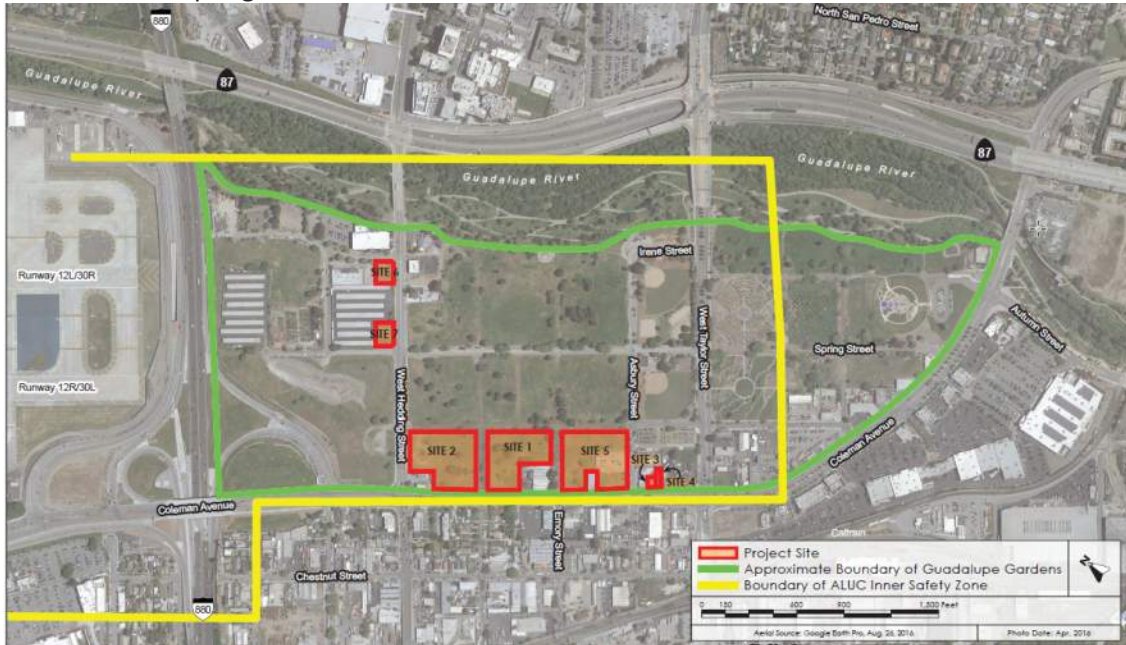 880
North San Pedro Street
Guadalupe River
87
87
Guadalupe River
Guadalupe River
Irene Street
Runway 12L/30R
SITE 6
SITE 7
West Taylor Street
Autumn Street
Spring Street
Asbury Street
Runway 12R/30L
West Hedding Street
SITE 2
SITE 1
SITE 5
SITE 3
SITE 4
Coleman Avenue
Coleman Avenue
Emory Street
Caltrain
Chestnut Street
880
Project Site
Approximate Boundary of Guadalupe Gardens
Boundary of ALUC Inner Safety Zone
N
0 150 600 900 1,500 Feet
Aerial Source: Google Earth Pro, Aug. 26, 2016
Photo Date: Apr. 2016